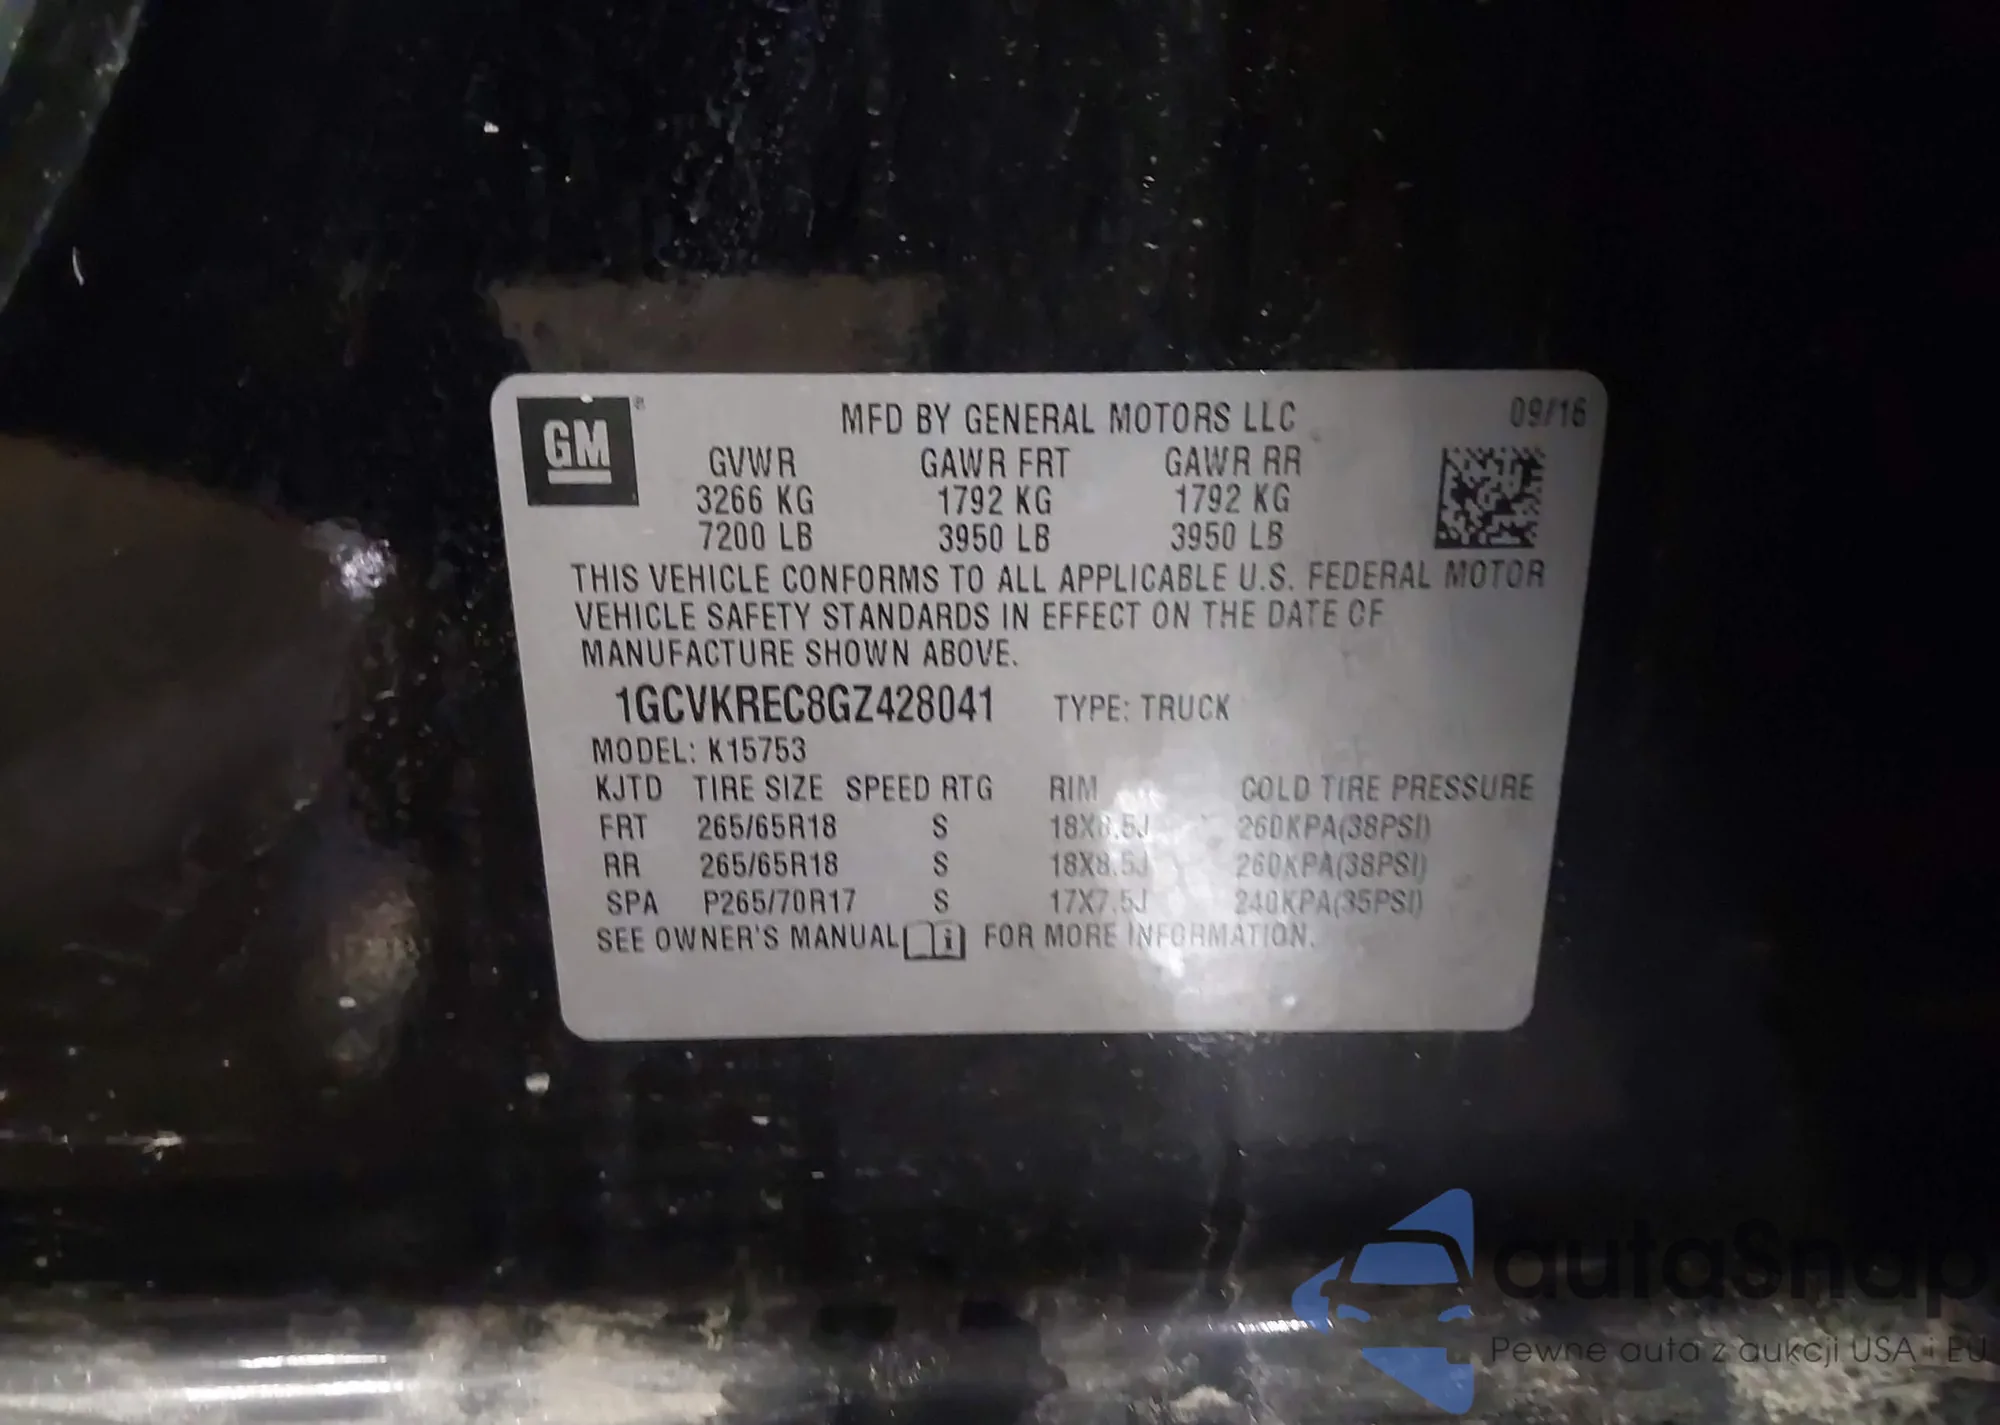 GM
MFD BY GENERAL MOTORS LLC 09/16
GVWR GAWR FRT GAWR RR
3266 KG 1792 KG 1792 KG
7200 LB 3950 LB 3950 LB
THIS VEHICLE CONFORMS TO ALL APPLICABLE U.S. FEDERAL MOTOR
VEHICLE SAFETY STANDARDS IN EFFECT ON THE DATE OF
MANUFACTURE SHOWN ABOVE.
1GCVKREC8GZ428041 TYPE: TRUCK
MODEL: K15753
KJTD TIRE SIZE SPEED RTG RIM COLD TIRE PRESSURE
FRT 265/65R18 S 18X8.5J 260KPA(38PSI)
RR 265/65R18 S 18X8.5J 260KPA(38PSI)
SPA P265/70R17 S 17X7.5J 240KPA(35PSI)
SEE OWNER'S MANUAL i FOR MORE INFORMATION.
autaSnap
Pewne auta z aukcji USA i EU